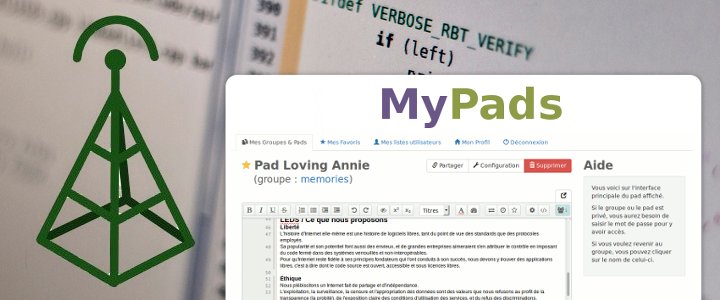 390
391
392
393
ifdef VERBOSE_RBT_VERIFY
if (left)
MyPads
Mes Groupes & Pads
Mes Favoris
Mes listes utilisateurs
Mon Profil
Déconnexion
Pad Loving Annie
(groupe : memories)
Partager
Configuration
Supprimer
B I U S
Titres
LEDS / Ce que nous proposons
Liberté
L'histoire d'Internet elle-même est une histoire de logiciels libres, tant du point de vue des standards que des protocoles
employés.
Sa popularité et son potentiel font aussi des envieux, et de grandes entreprises aimeraient s'en attribuer le contrôle en imposant
du code fermé dans des systèmes verrouillés et non-interopérables.
Pour qu'Internet reste fidèle à ses principes fondateurs qui l'ont conduits à son succès, nous devons y trouver des applications
libres, c'est à dire dont le code source est ouvert, accessible et sous licences libres.
Éthique
Nous plébiscitons un Internet fait de partage et d'indépendance
L'exploitation, la surveillance, la censure et l'appropriation des données sont des valeurs que nous refusons au profit de la
transparence (la probité), de l'exposition claire des conditions d'utilisation des services, et du refus des discriminations.
Aide
Vous voici sur l'interface
principale du pad affiché.
Si le groupe ou le pad est
privé, vous aurez besoin de
saisir le mot de passe pour y
avoir accès.
Si vous voulez revenir au
groupe, vous pouvez cliquer
sur le nom de celui-ci.